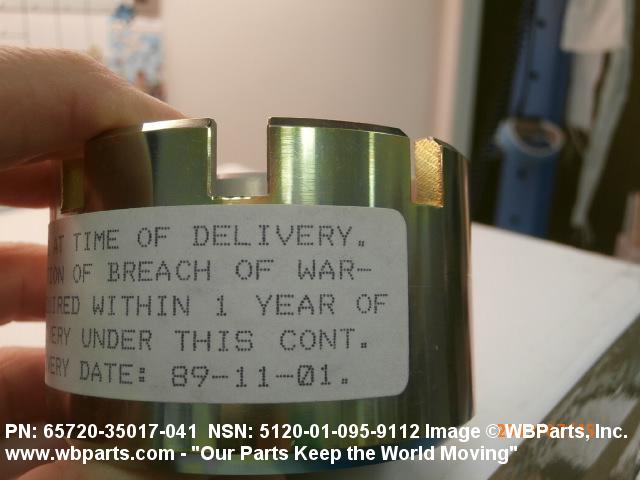 AT TIME OF DELIVERY.
ION OF BREACH OF WAR-
UIRED WITHIN 1 YEAR OF
ERY UNDER THIS CONT.
ERY DATE: 89-11-01.
PN: 65720-35017-041 NSN: 5120-01-095-9112 Image © WBParts, Inc.
www.wbparts.com - "Our Parts Keep the World Moving"